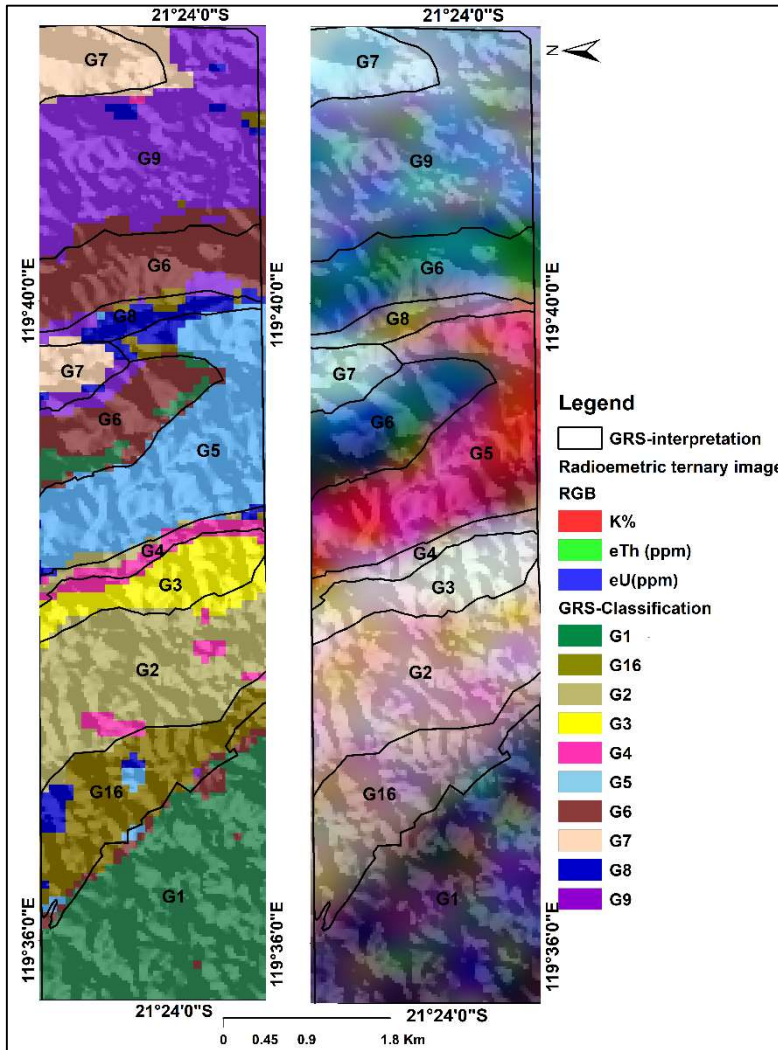 21°24'0"S
21°24'0"S
N
G7
G7
G9
G9
G6
G6
119°40'0"E
119°40'0"E
G8
G8
G7
G7
G6
G6
G5
G5
G4
G4
G3
G3
G2
G2
G16
G16
G1
G1
119°36'0"E
119°36'0"E
21°24'0"S
21°24'0"S
0 0.45 0.9 1.8 Km
Legend
GRS-interpretation
Radioemetric ternary image
RGB
K%
eTh (ppm)
eU(ppm)
GRS-Classification
G1
G16
G2
G3
G4
G5
G6
G7
G8
G9